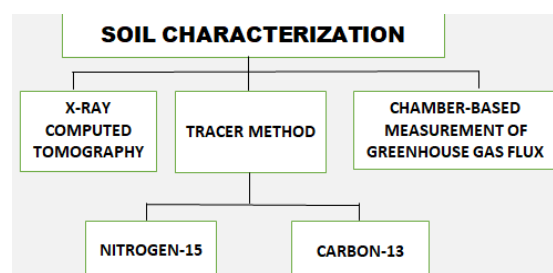 SOIL CHARACTERIZATION
X-RAY
COMPUTED
TOMOGRAPHY
TRACER METHOD
CHAMBER-BASED
MEASUREMENT OF
GREENHOUSE GAS FLUX
NITROGEN-15
CARBON-13